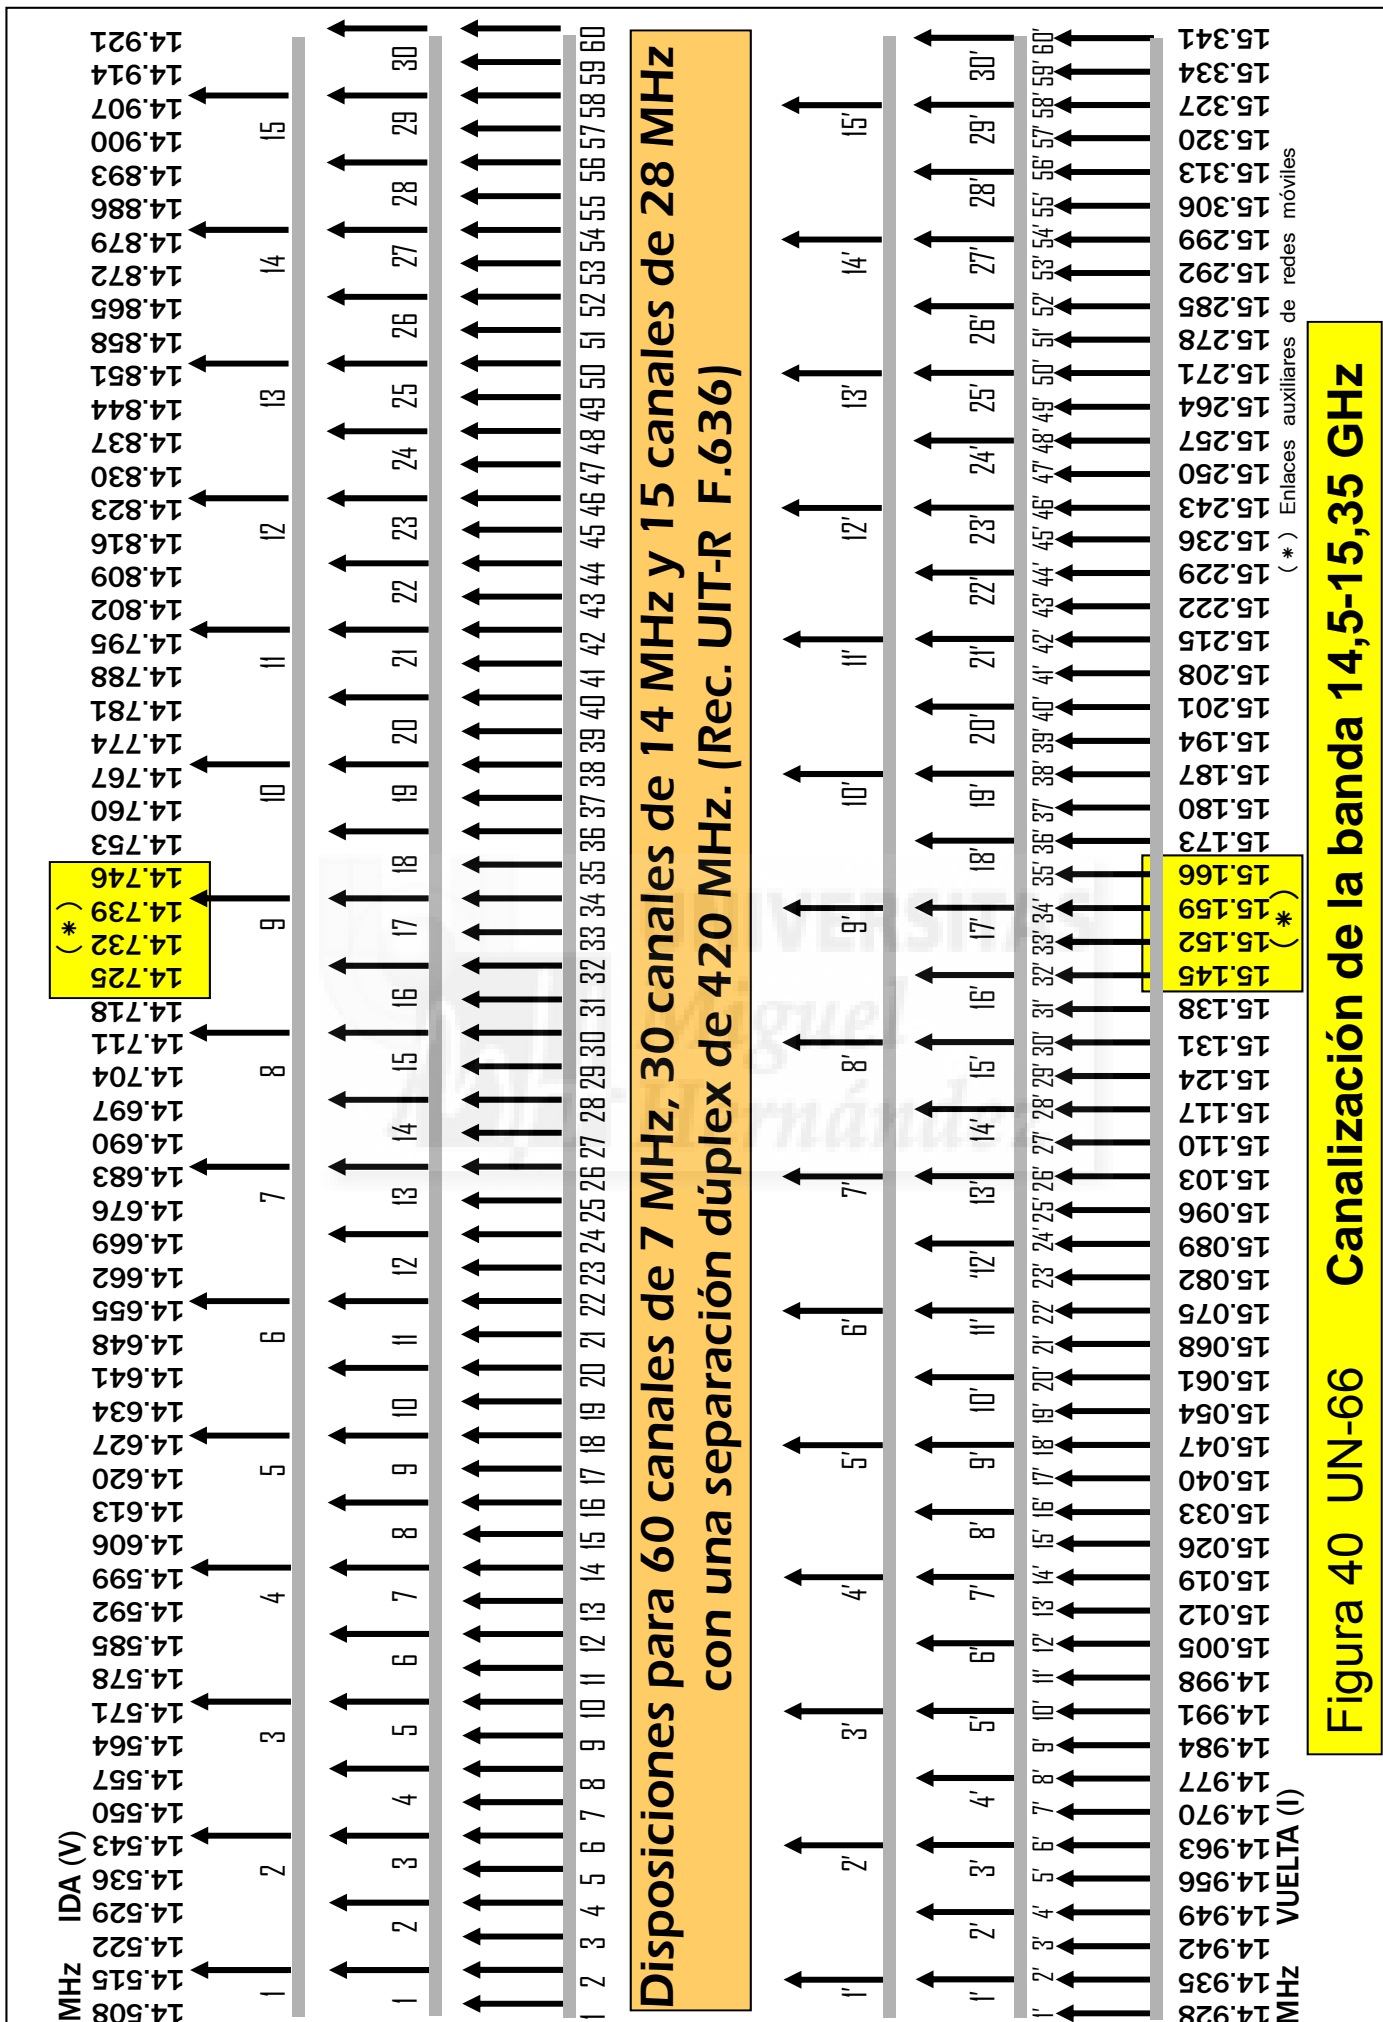 MHz IDA (V) (*)
14.508 14.515 14.522 14.529 14.536 14.543 14.550 14.557 14.564 14.571 14.578 14.585 14.592 14.599 14.606 14.613 14.620 14.627 14.634 14.641 14.648 14.655 14.662 14.669 14.676 14.683 14.690 14.697 14.704 14.711 14.718 14.725 14.732 14.739 14.746 14.753 14.760 14.767 14.774 14.781 14.788 14.795 14.802 14.809 14.816 14.823 14.830 14.837 14.844 14.851 14.858 14.865 14.872 14.879 14.886 14.893 14.900 14.907 14.914 14.921
1 2 3 4 5 6 7 8 9 10 11 12 13 14 15
1 2 3 4 5 6 7 8 9 10 11 12 13 14 15 16 17 18 19 20 21 22 23 24 25 26 27 28 29 30
1 2 3 4 5 6 7 8 9 10 11 12 13 14 15 16 17 18 19 20 21 22 23 24 25 26 27 28 29 30 31 32 33 34 35 36 37 38 39 40 41 42 43 44 45 46 47 48 49 50 51 52 53 54 55 56 57 58 59 60
Disposiciones para 60 canales de 7 MHz, 30 canales de 14 MHz y 15 canales de 28 MHz
con una separación dúplex de 420 MHz. (Rec. UIT-R F.636)
UNIVERSITAS
Miguel
Hernández
1' 2' 3' 4' 5' 6' 7' 8' 9' 10' 11' 12' 13' 14' 15'
1' 2' 3' 4' 5' 6' 7' 8' 9' 10' 11' '12' 13' 14' 15' 16' 17' 18' 19' 20' 21' 22' 23' 24' 25' 26' 27' 28' 29' 30'
1' 2' 3' 4' 5' 6' 7' 8' 9' 10' 11' 12' 13' 14' 15' 16' 17' 18' 19' 20' 21' 22' 23' 24' 25' 26' 27' 28' 29' 30' 31' 32' 33' 34' 35' 36' 37' 38' 39' 40' 41' 42' 43' 44' 45' 46' 47' 48' 49' 50' 51' 52' 53' 54' 55' 56' 57' 58' 59' 60'
14.928 14.935 14.942 14.949 14.956 14.963 14.970 14.977 14.984 14.991 14.998 15.005 15.012 15.019 15.026 15.033 15.040 15.047 15.054 15.061 15.068 15.075 15.082 15.089 15.096 15.103 15.110 15.117 15.124 15.131 15.138 15.145 15.152 15.159 15.166 15.173 15.180 15.187 15.194 15.201 15.208 15.215 15.222 15.229 15.236 15.243 15.250 15.257 15.264 15.271 15.278 15.285 15.292 15.299 15.306 15.313 15.320 15.327 15.334 15.341
MHz VUELTA (I) (*) (*) Enlaces auxiliares de redes móviles
Figura 40 UN-66 Canalización de la banda 14,5-15,35 GHz